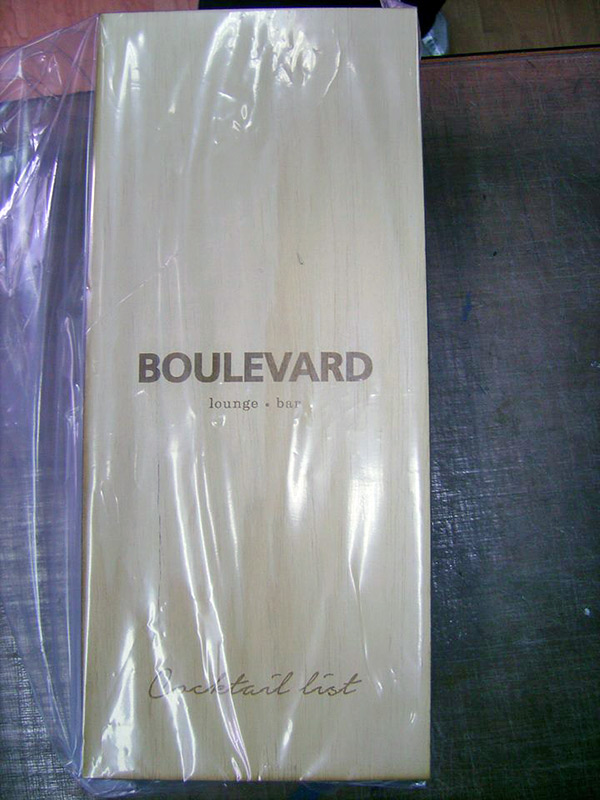 BOULEVARD
lounge • bar
Cocktail list